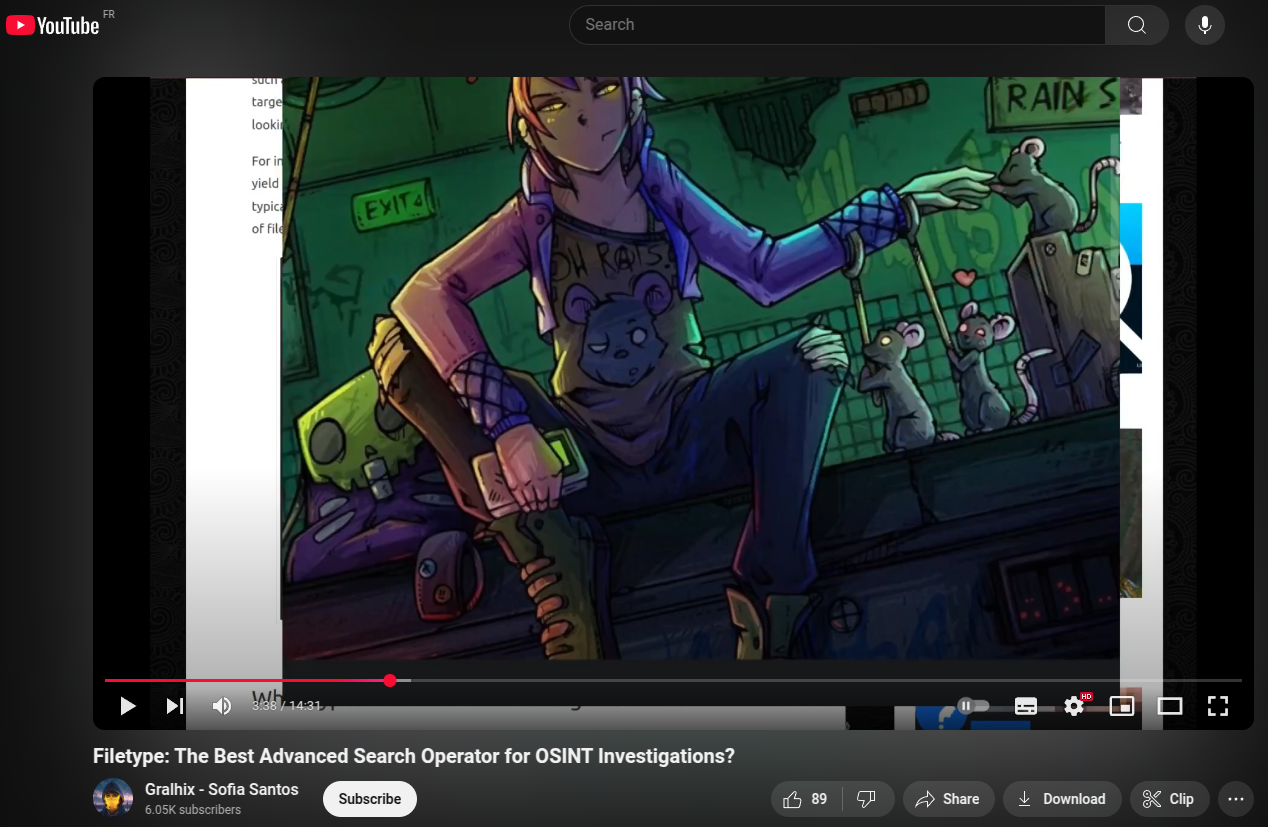 YouTube FR
Search
such
targe
lookin
For in
yield
typica
of file
RAIN S
EXIT
OH RATS!
Wh
3:38 / 14:31
HD
Filetype: The Best Advanced Search Operator for OSINT Investigations?
Gralhix - Sofia Santos
6.05K subscribers
Subscribe
89
Share
Download
Clip